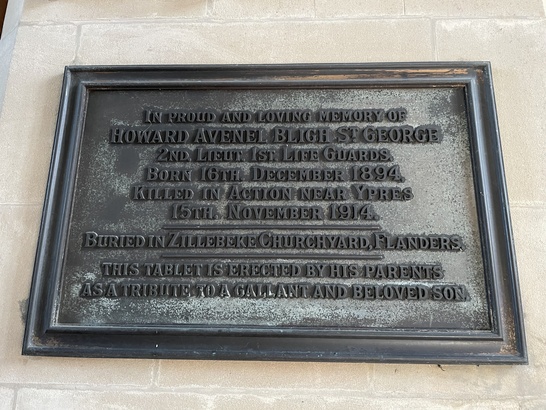 IN PROUD AND LOVING MEMORY OF
HOWARD AVENEL BLIGH ST GEORGE
2ND. LIEUT 1ST. LIFE GUARDS.
BORN 16TH. DECEMBER 1894.
KILLED IN ACTION NEAR YPRES
15TH. NOVEMBER 1914.
BURIED IN ZILLEBEKE CHURCHYARD, FLANDERS.
THIS TABLET IS ERECTED BY HIS PARENTS
AS A TRIBUTE TO A GALLANT AND BELOVED SON.